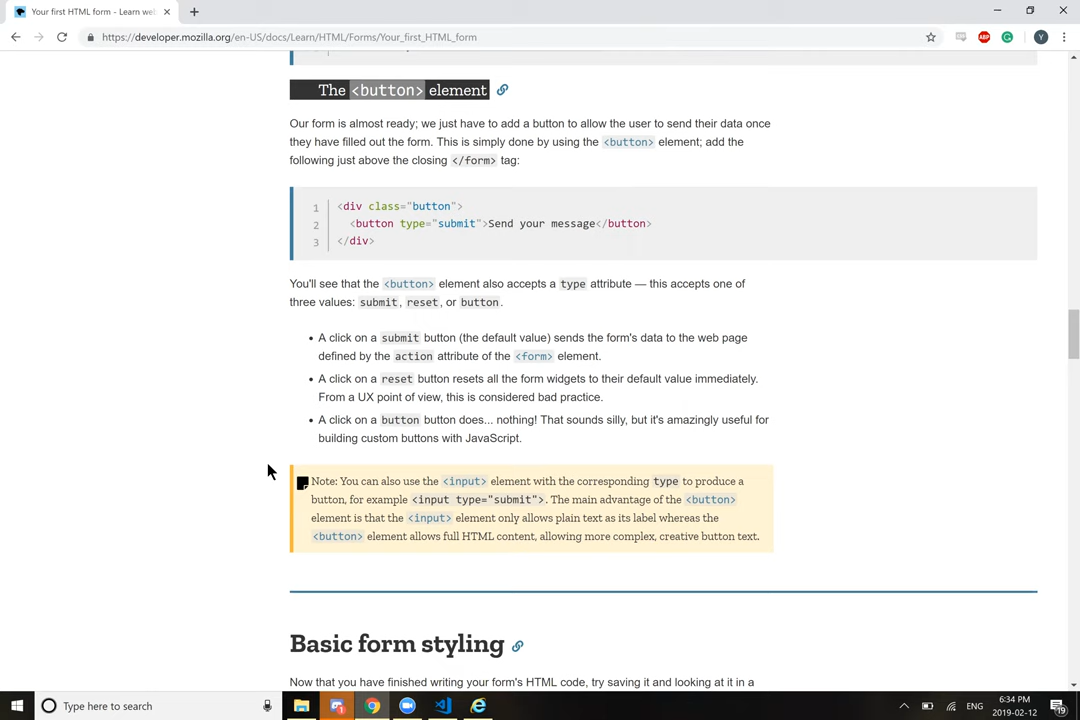 Your first HTML form - Learn we
https://developer.mozilla.org/en-US/docs/Learn/HTML/Forms/Your_first_HTML_form
ABP
Y
The <button> element
Our form is almost ready; we just have to add a button to allow the user to send their data once
they have filled out the form. This is simply done by using the <button> element; add the
following just above the closing </form> tag:
1 <div class="button">
2 <button type="submit">Send your message</button>
3 </div>
You'll see that the <button> element also accepts a type attribute — this accepts one of
three values: submit, reset, or button.
• A click on a submit button (the default value) sends the form's data to the web page
defined by the action attribute of the <form> element.
• A click on a reset button resets all the form widgets to their default value immediately.
From a UX point of view, this is considered bad practice.
• A click on a button button does... nothing! That sounds silly, but it's amazingly useful for
building custom buttons with JavaScript.
Note: You can also use the <input> element with the corresponding type to produce a
button, for example <input type="submit">. The main advantage of the <button>
element is that the <input> element only allows plain text as its label whereas the
<button> element allows full HTML content, allowing more complex, creative button text.
Basic form styling
Now that you have finished writing your form's HTML code, try saving it and looking at it in a
Type here to search
ENG
6:34 PM
2019-02-12
19